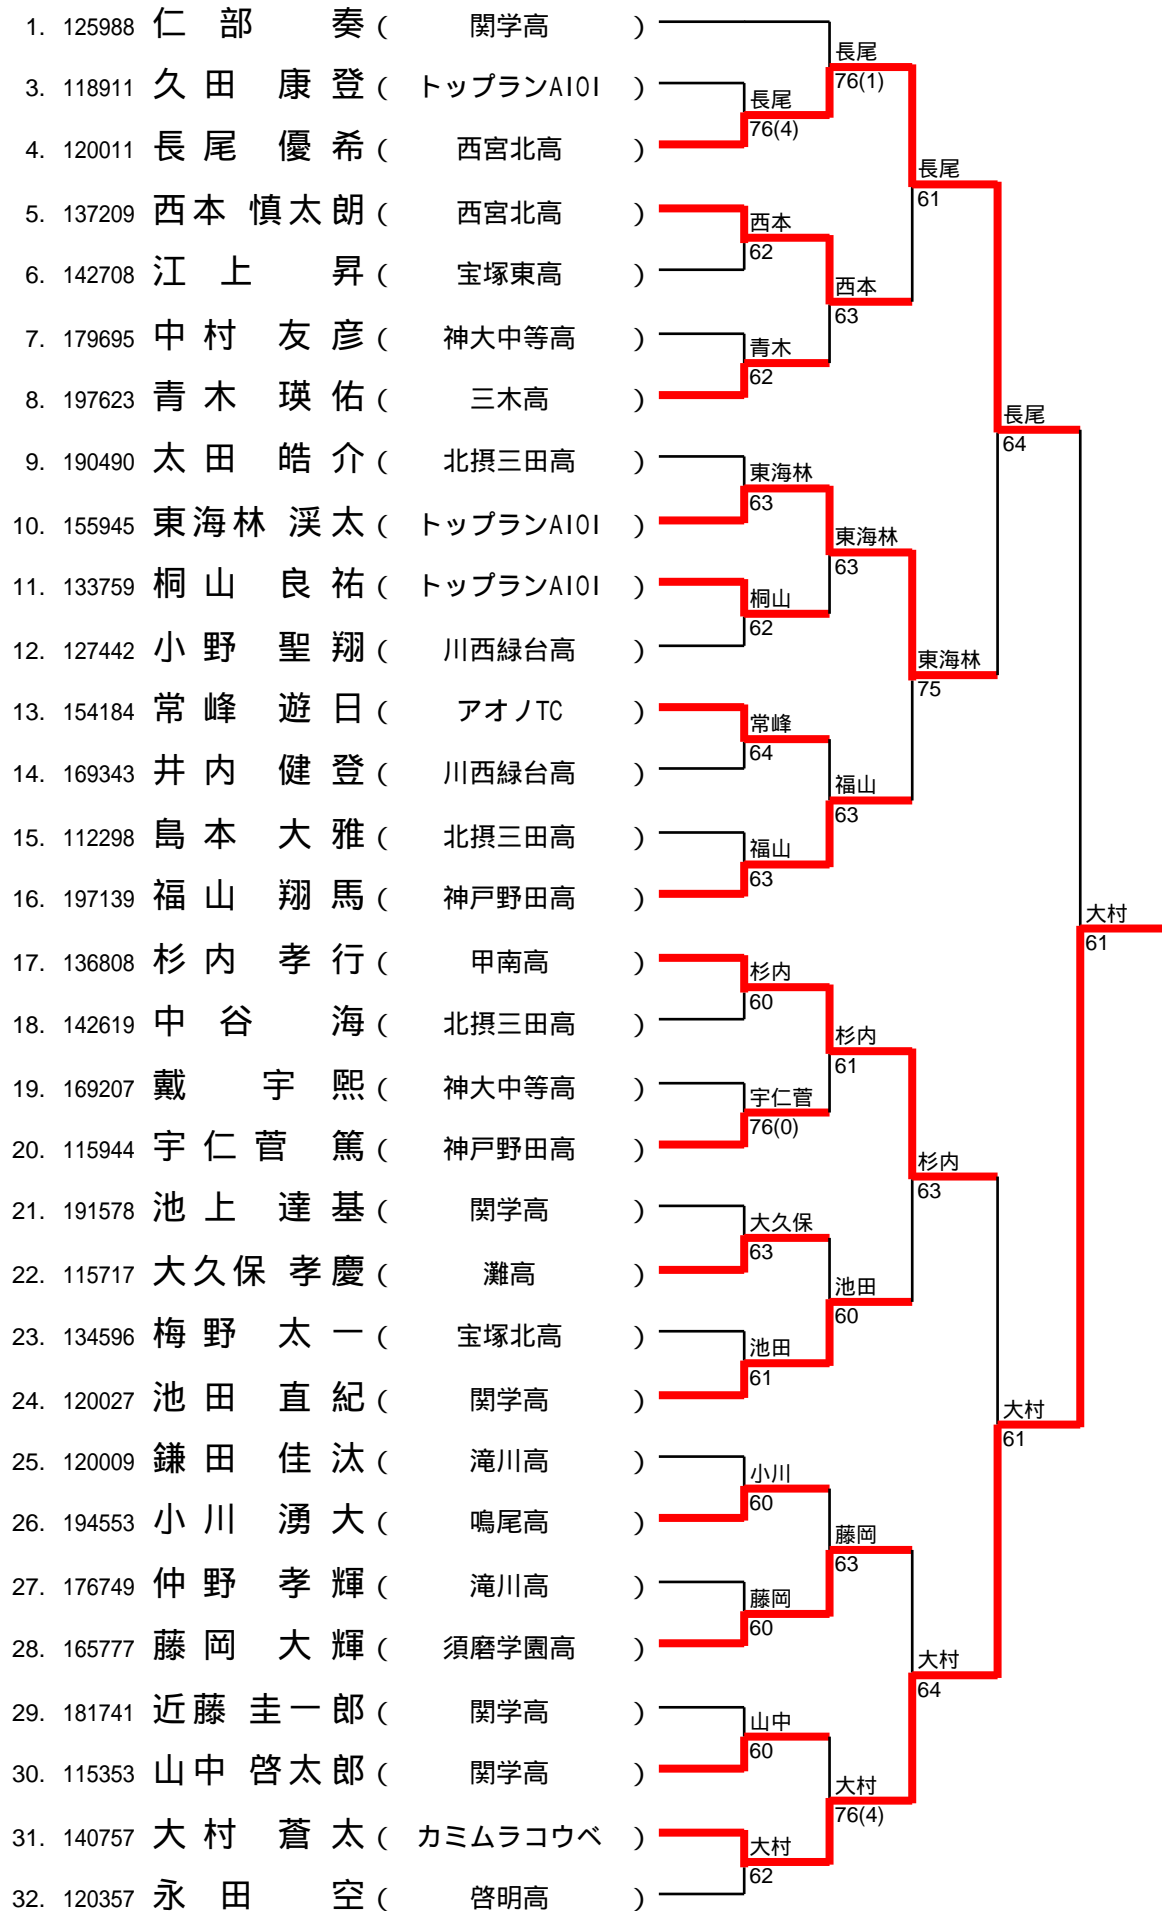 1. 125988 仁 部 奏 ( 関学高 )
長尾
76(1)
3. 118911 久 田 康 登 ( トップランAIOI )
長尾
76(4)
4. 120011 長 尾 優 希 ( 西宮北高 )
長尾
61
5. 137209 西本 慎太朗 ( 西宮北高 )
西本
62
6. 142708 江 上 昇 ( 宝塚東高 )
西本
63
7. 179695 中 村 友 彦 ( 神大中等高 )
青木
62
8. 197623 青 木 瑛 佑 ( 三木高 )
長尾
64
9. 190490 太 田 皓 介 ( 北摂三田高 )
東海林
63
10. 155945 東海林 渓太 ( トップランAIOI )
東海林
63
11. 133759 桐 山 良 祐 ( トップランAIOI )
桐山
62
12. 127442 小 野 聖 翔 ( 川西緑台高 )
東海林
75
13. 154184 常 峰 遊 日 ( アオノTC )
常峰
64
14. 169343 井 内 健 登 ( 川西緑台高 )
福山
63
15. 112298 島 本 大 雅 ( 北摂三田高 )
福山
63
16. 197139 福 山 翔 馬 ( 神戸野田高 )
大村
61
17. 136808 杉 内 孝 行 ( 甲南高 )
杉内
60
18. 142619 中 谷 海 ( 北摂三田高 )
杉内
61
19. 169207 戴 宇 熙 ( 神大中等高 )
宇仁菅
76(0)
20. 115944 宇 仁 菅 篤 ( 神戸野田高 )
杉内
63
21. 191578 池 上 達 基 ( 関学高 )
大久保
63
22. 115717 大久保 孝慶 ( 灘高 )
池田
60
23. 134596 梅 野 太 一 ( 宝塚北高 )
池田
61
24. 120027 池 田 直 紀 ( 関学高 )
大村
61
25. 120009 鎌 田 佳 汰 ( 滝川高 )
小川
60
26. 194553 小 川 湧 大 ( 鳴尾高 )
藤岡
63
27. 176749 仲 野 孝 輝 ( 滝川高 )
藤岡
60
28. 165777 藤 岡 大 輝 ( 須磨学園高 )
大村
64
29. 181741 近藤 圭一郎 ( 関学高 )
山中
60
30. 115353 山中 啓太郎 ( 関学高 )
大村
76(4)
31. 140757 大 村 蒼 太 ( カミムラコウベ )
大村
62
32. 120357 永 田 空 ( 啓明高 )